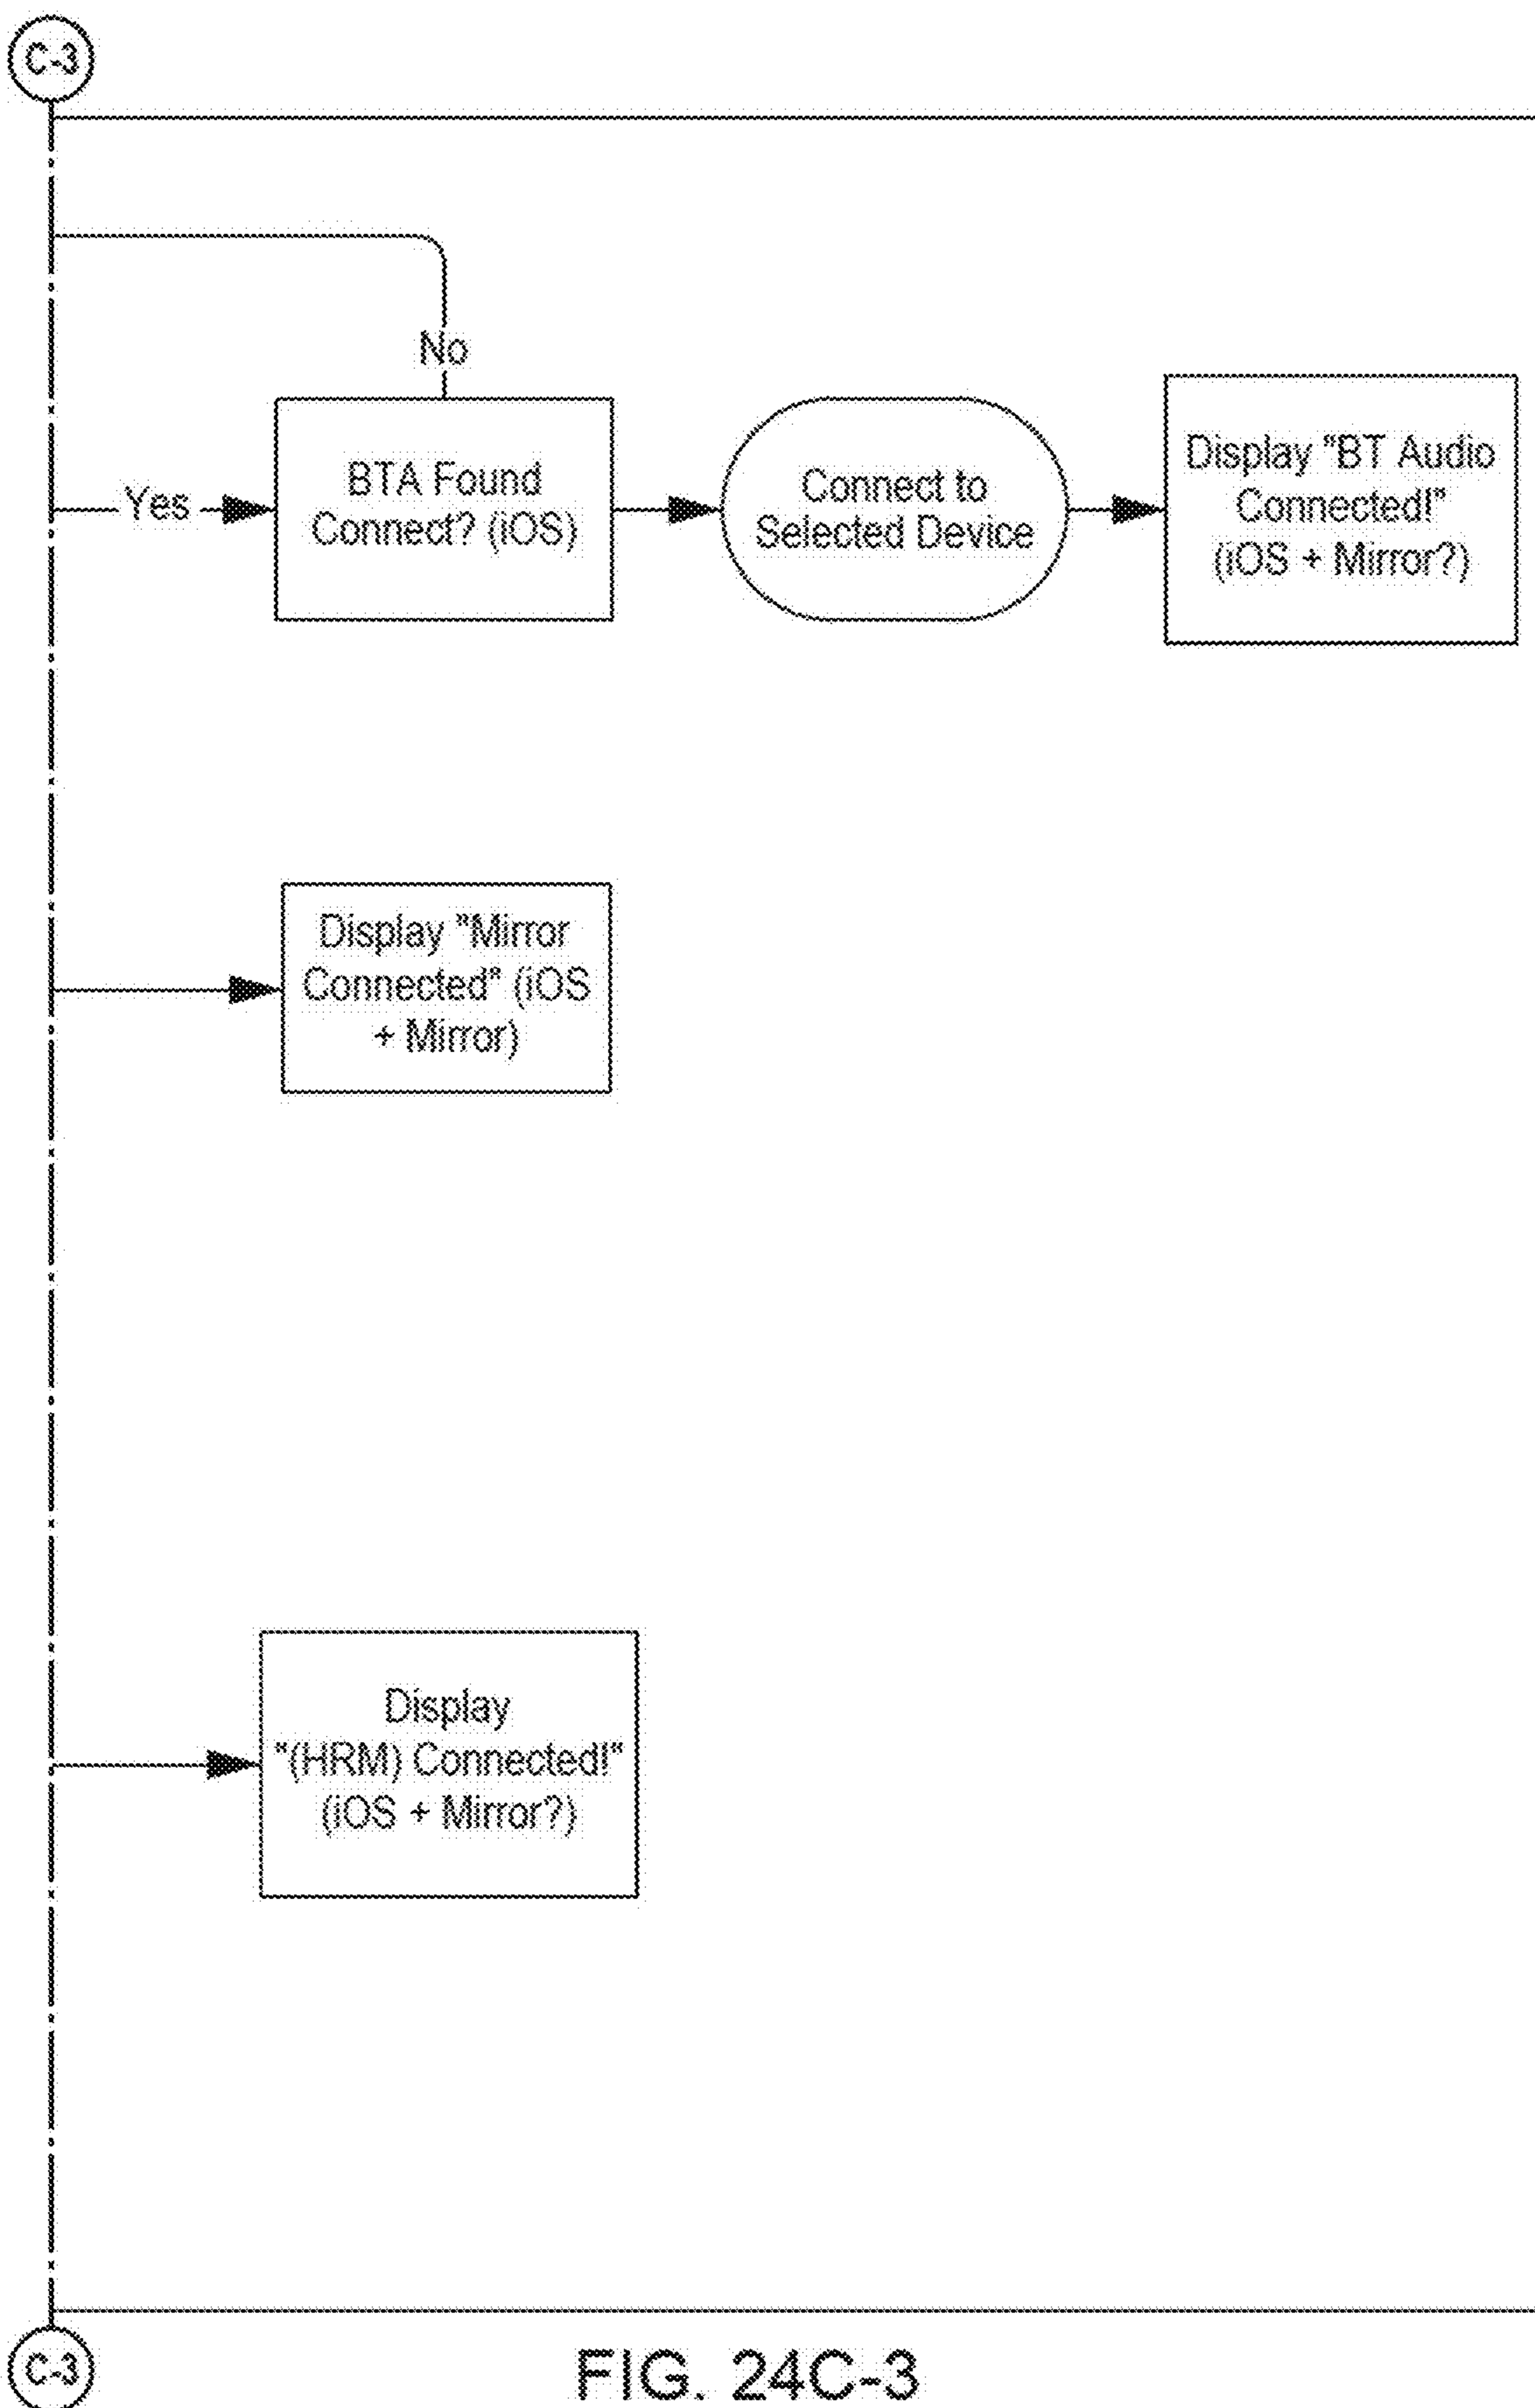 C-3
No
Yes
BTA Found
Connect? (iOS)
Connect to
Selected Device
Display "BT Audio
Connected!"
(iOS + Mirror?)
Display "Mirror
Connected" (iOS
+ Mirror)
Display
"(HRM) Connected!"
(iOS + Mirror?)
C-3
FIG. 24C-3